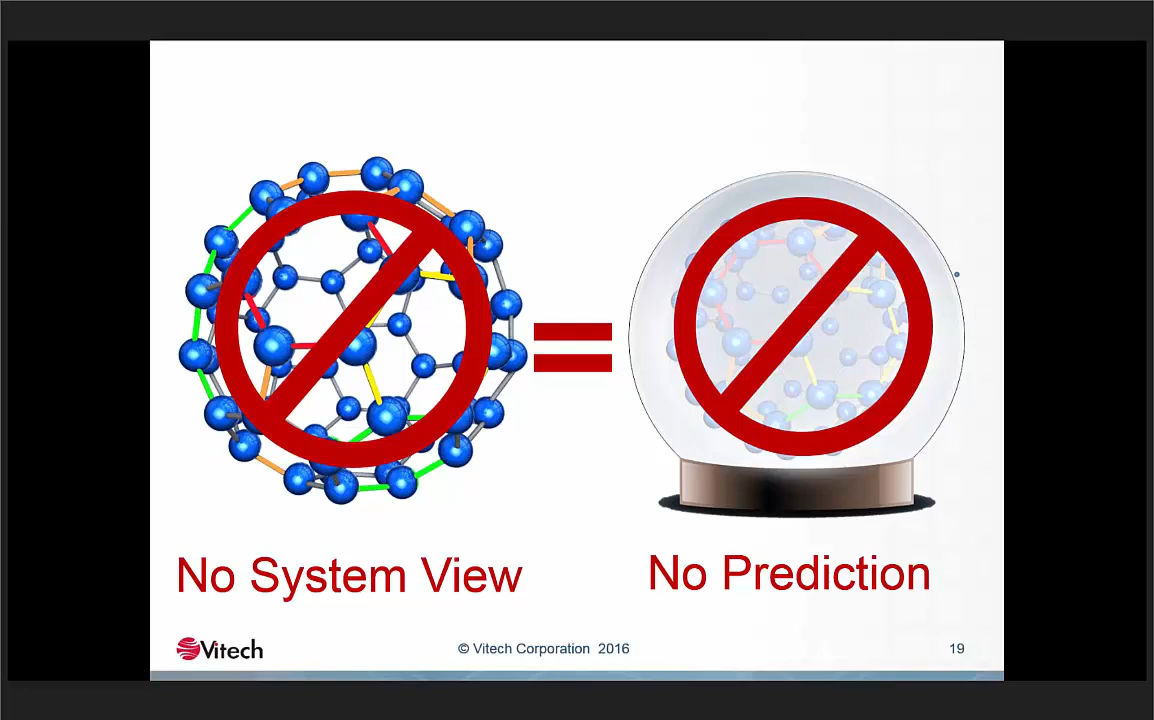 No System View
No Prediction
Vitech
© Vitech Corporation 2016
19